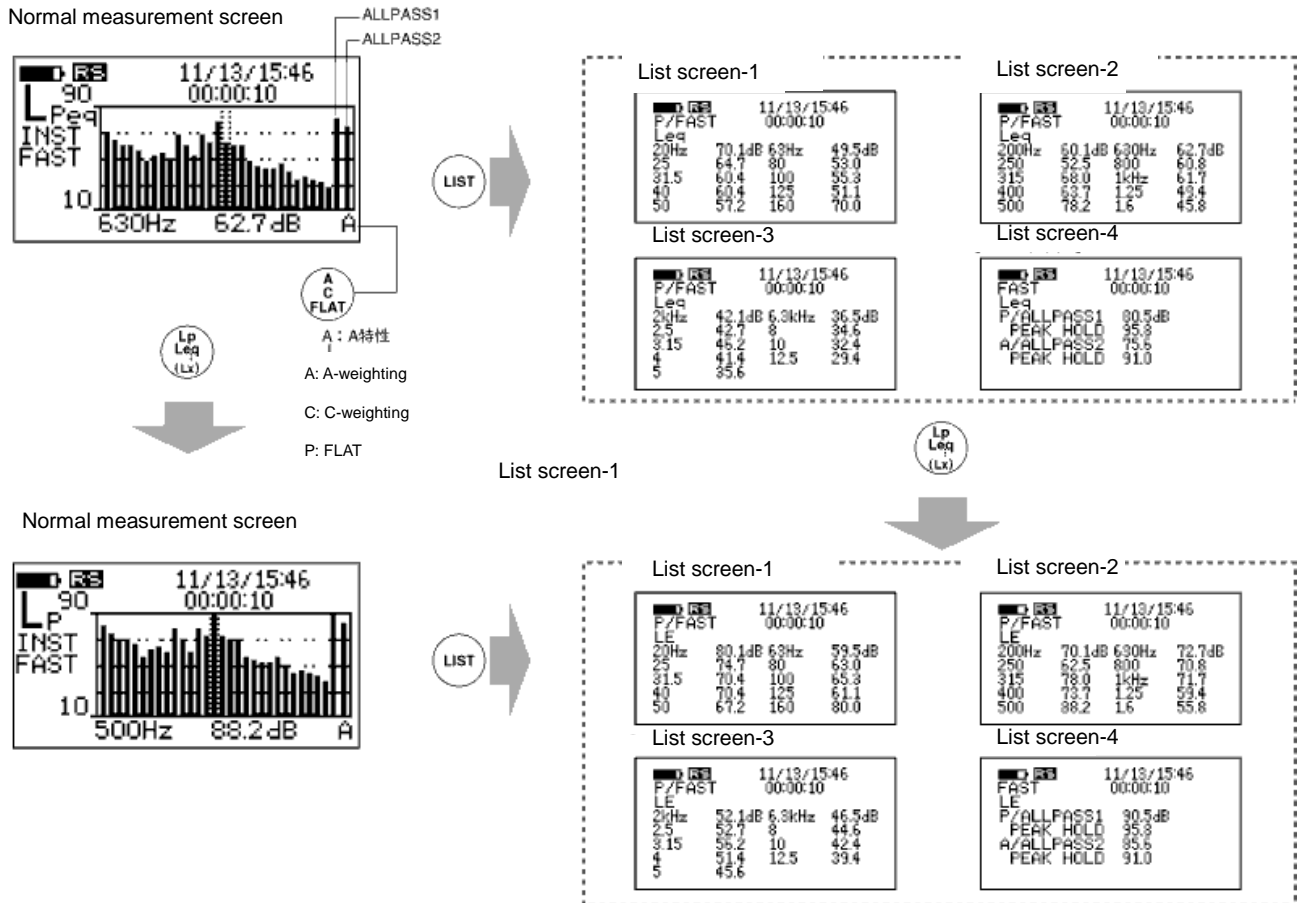 Normal measurement screen
ALLPASS1
ALLPASS2
RS 11/13/15:46
L 90 00:00:10
Peq
INST
FAST
10
630Hz 62.7dB A
LIST
List screen-1
RS 11/13/15:46
P/FAST 00:00:10
Leq
20Hz 70.1dB 63Hz 49.5dB
25 64.7 80 53.0
31.5 60.4 100 55.3
40 60.4 125 51.1
50 57.2 160 70.0
List screen-2
RS 11/13/15:46
P/FAST 00:00:10
Leq
200Hz 60.1dB 630Hz 62.7dB
250 52.5 800 60.8
315 68.0 1kHz 61.7
400 63.7 1.25 49.4
500 78.2 1.6 45.8
List screen-3
RS 11/13/15:46
P/FAST 00:00:10
Leq
2kHz 42.1dB 6.3kHz 36.5dB
2.5 42.7 8 34.6
3.15 46.2 10 32.4
4 41.4 12.5 29.4
5 35.6
List screen-4
RS 11/13/15:46
FAST 00:00:10
Leq
P/ALLPASS1 80.5dB
PEAK HOLD 95.8
A/ALLPASS2 75.6
PEAK HOLD 91.0
A
C
FLAT
A：A特性
A: A-weighting
C: C-weighting
P: FLAT
Lp
Leq
(Lx)
Lp
Leq
(Lx)
List screen-1
Normal measurement screen
RS 11/13/15:46
L 90 00:00:10
P
INST
FAST
10
500Hz 88.2dB A
LIST
List screen-1
RS 11/13/15:46
P/FAST 00:00:10
LE
20Hz 80.1dB 63Hz 59.5dB
25 74.7 80 63.0
31.5 70.4 100 65.3
40 70.4 125 61.1
50 67.2 160 80.0
List screen-2
RS 11/13/15:46
P/FAST 00:00:10
LE
200Hz 70.1dB 630Hz 72.7dB
250 62.5 800 70.8
315 78.0 1kHz 71.7
400 73.7 1.25 59.4
500 88.2 1.6 55.8
List screen-3
RS 11/13/15:46
P/FAST 00:00:10
LE
2kHz 52.1dB 6.3kHz 46.5dB
2.5 52.7 8 44.6
3.15 56.2 10 42.4
4 51.4 12.5 39.4
5 45.6
List screen-4
RS 11/13/15:46
FAST 00:00:10
LE
P/ALLPASS1 90.5dB
PEAK HOLD 95.8
A/ALLPASS2 85.6
PEAK HOLD 91.0